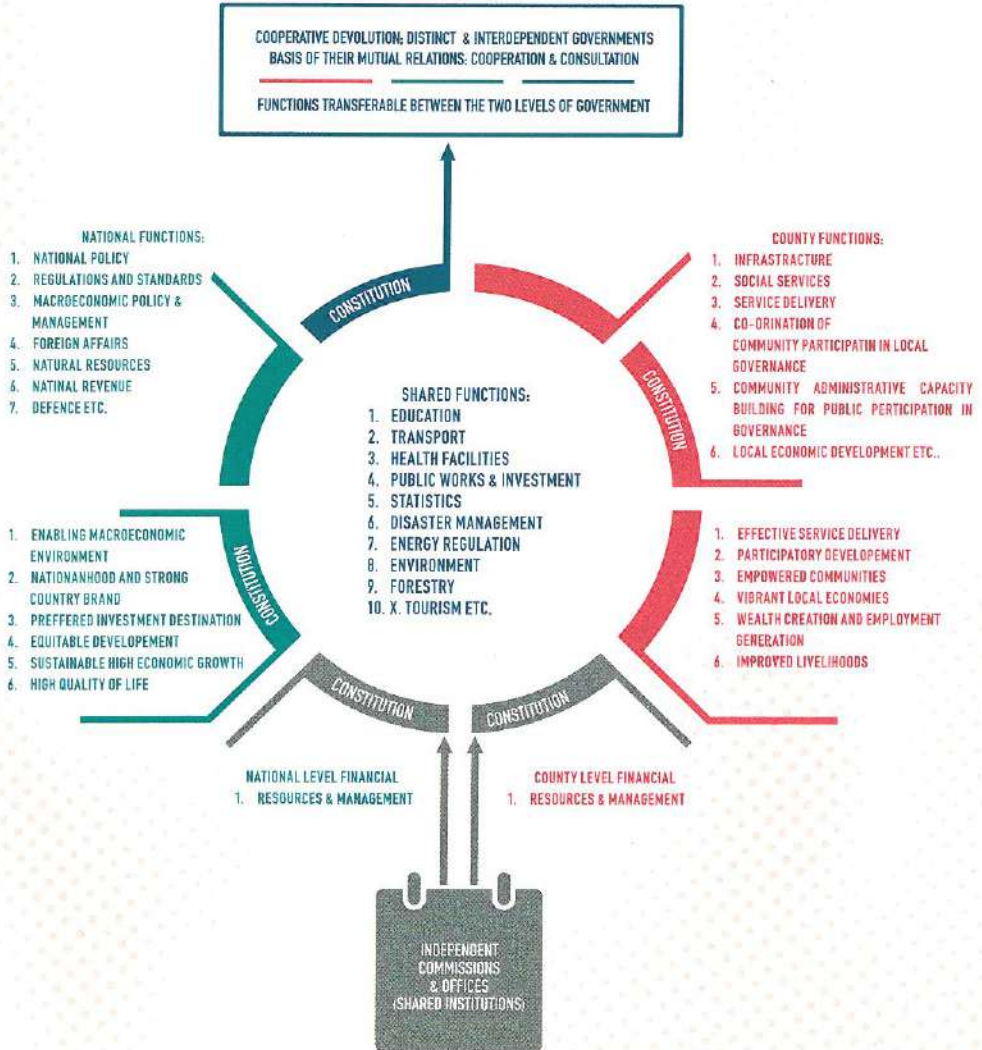 COOPERATIVE DEVOLUTION; DISTINCT & INTERDEPENDENT GOVERNMENTS
BASIS OF THEIR MUTUAL RELATIONS: COOPERATION & CONSULTATION
FUNCTIONS TRANSFERABLE BETWEEN THE TWO LEVELS OF GOVERNMENT
NATIONAL FUNCTIONS:
1. NATIONAL POLICY
2. REGULATIONS AND STANDARDS
3. MACROECONOMIC POLICY &
MANAGEMENT
4. FOREIGN AFFAIRS
5. NATURAL RESOURCES
6. NATINAL REVENUE
7. DEFENCE ETC.
CONSTITUTION
COUNTY FUNCTIONS:
1. INFRASTRACTURE
2. SOCIAL SERVICES
3. SERVICE DELIVERY
4. CO-ORINATION OF
COMMUNITY PARTICIPATIN IN LOCAL
GOVERNANCE
5. COMMUNITY ADMINISTRATIVE CAPACITY
BUILDING FOR PUBLIC PERTICIPATION IN
GOVERNANCE
6. LOCAL ECONOMIC DEVELOPMENT ETC..
CONSTITUTION
SHARED FUNCTIONS:
1. EDUCATION
2. TRANSPORT
3. HEALTH FACILITIES
4. PUBLIC WORKS & INVESTMENT
5. STATISTICS
6. DISASTER MANAGEMENT
7. ENERGY REGULATION
8. ENVIRONMENT
9. FORESTRY
10. X. TOURISM ETC.
1. ENABLING MACROECONOMIC
ENVIRONMENT
2. NATIONANHOOD AND STRONG
COUNTRY BRAND
3. PREFFERED INVESTMENT DESTINATION
4. EQUITABLE DEVELOPEMENT
5. SUSTAINABLE HIGH ECONOMIC GROWTH
6. HIGH QUALITY OF LIFE
CONSTITUTION
1. EFFECTIVE SERVICE DELIVERY
2. PARTICIPATORY DEVELOPEMENT
3. EMPOWERED COMMUNITIES
4. VIBRANT LOCAL ECONOMIES
5. WEALTH CREATION AND EMPLOYMENT
GENERATION
6. IMPROVED LIVELIHOODS
CONSTITUTION
CONSTITUTION
NATIONAL LEVEL FINANCIAL
1. RESOURCES & MANAGEMENT
COUNTY LEVEL FINANCIAL
1. RESOURCES & MANAGEMENT
INDEPENDENT
COMMISSIONS
& OFFICES
(SHARED INSTITUTIONS)